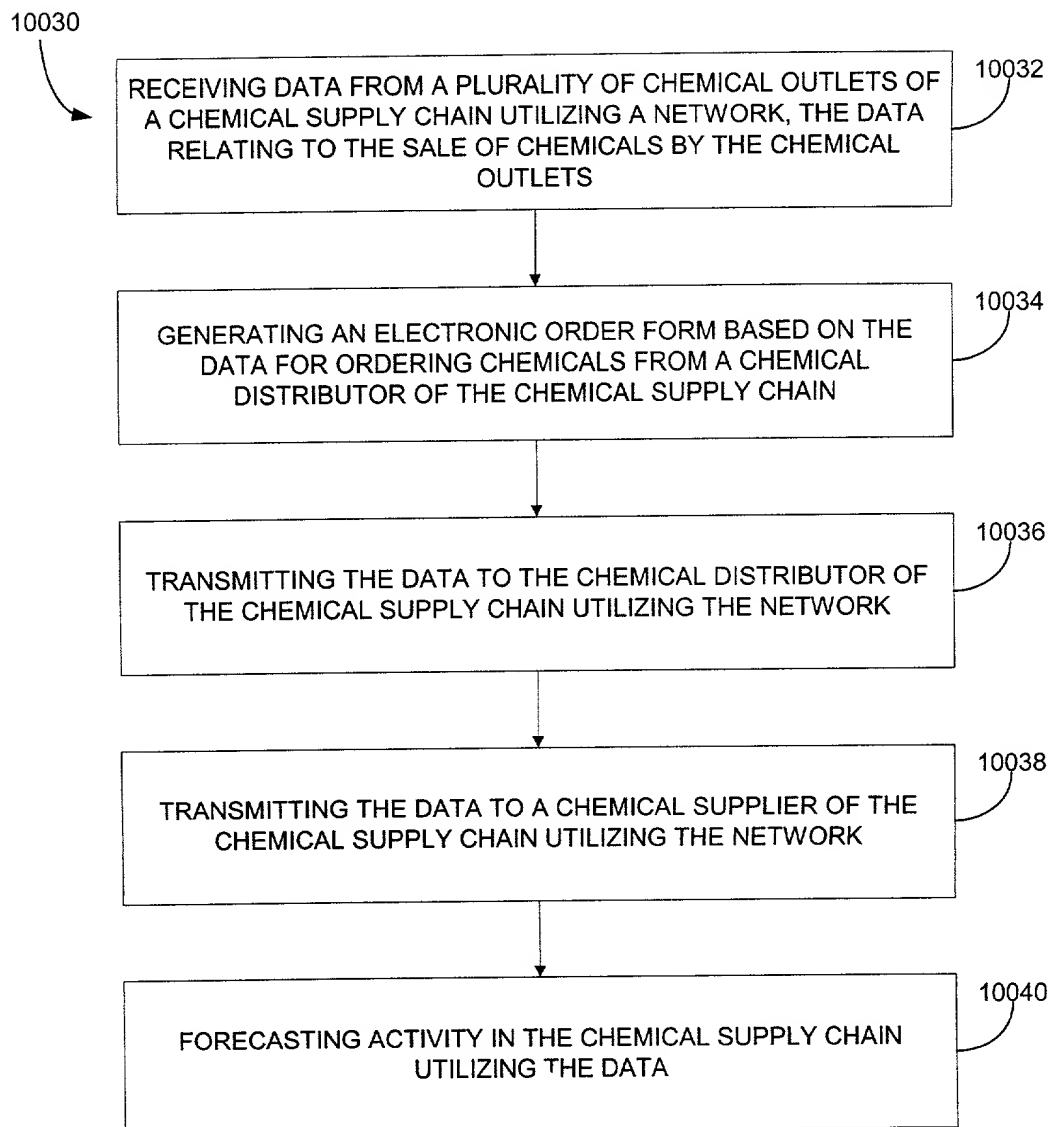 10030
10032
RECEIVING DATA FROM A PLURALITY OF CHEMICAL OUTLETS OF
A CHEMICAL SUPPLY CHAIN UTILIZING A NETWORK, THE DATA
RELATING TO THE SALE OF CHEMICALS BY THE CHEMICAL
OUTLETS
10034
GENERATING AN ELECTRONIC ORDER FORM BASED ON THE
DATA FOR ORDERING CHEMICALS FROM A CHEMICAL
DISTRIBUTOR OF THE CHEMICAL SUPPLY CHAIN
10036
TRANSMITTING THE DATA TO THE CHEMICAL DISTRIBUTOR OF
THE CHEMICAL SUPPLY CHAIN UTILIZING THE NETWORK
10038
TRANSMITTING THE DATA TO A CHEMICAL SUPPLIER OF THE
CHEMICAL SUPPLY CHAIN UTILIZING THE NETWORK
10040
FORECASTING ACTIVITY IN THE CHEMICAL SUPPLY CHAIN
UTILIZING THE DATA